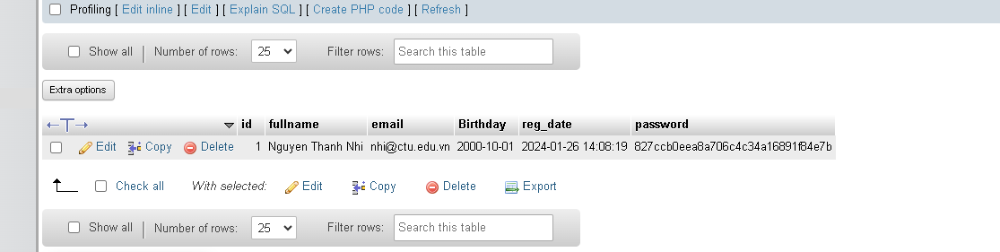 Profiling [ Edit inline ] [ Edit ] [ Explain SQL ] [ Create PHP code ] [ Refresh ]
Show all Number of rows: 25 Filter rows: Search this table
Extra options
id fullname email Birthday reg_date password
Edit Copy Delete 1 Nguyen Thanh Nhi nhi@ctu.edu.vn 2000-10-01 2024-01-26 14:08:19 827ccb0eea8a706c4c34a16891f84e7b
Check all With selected: Edit Copy Delete Export
Show all Number of rows: 25 Filter rows: Search this table